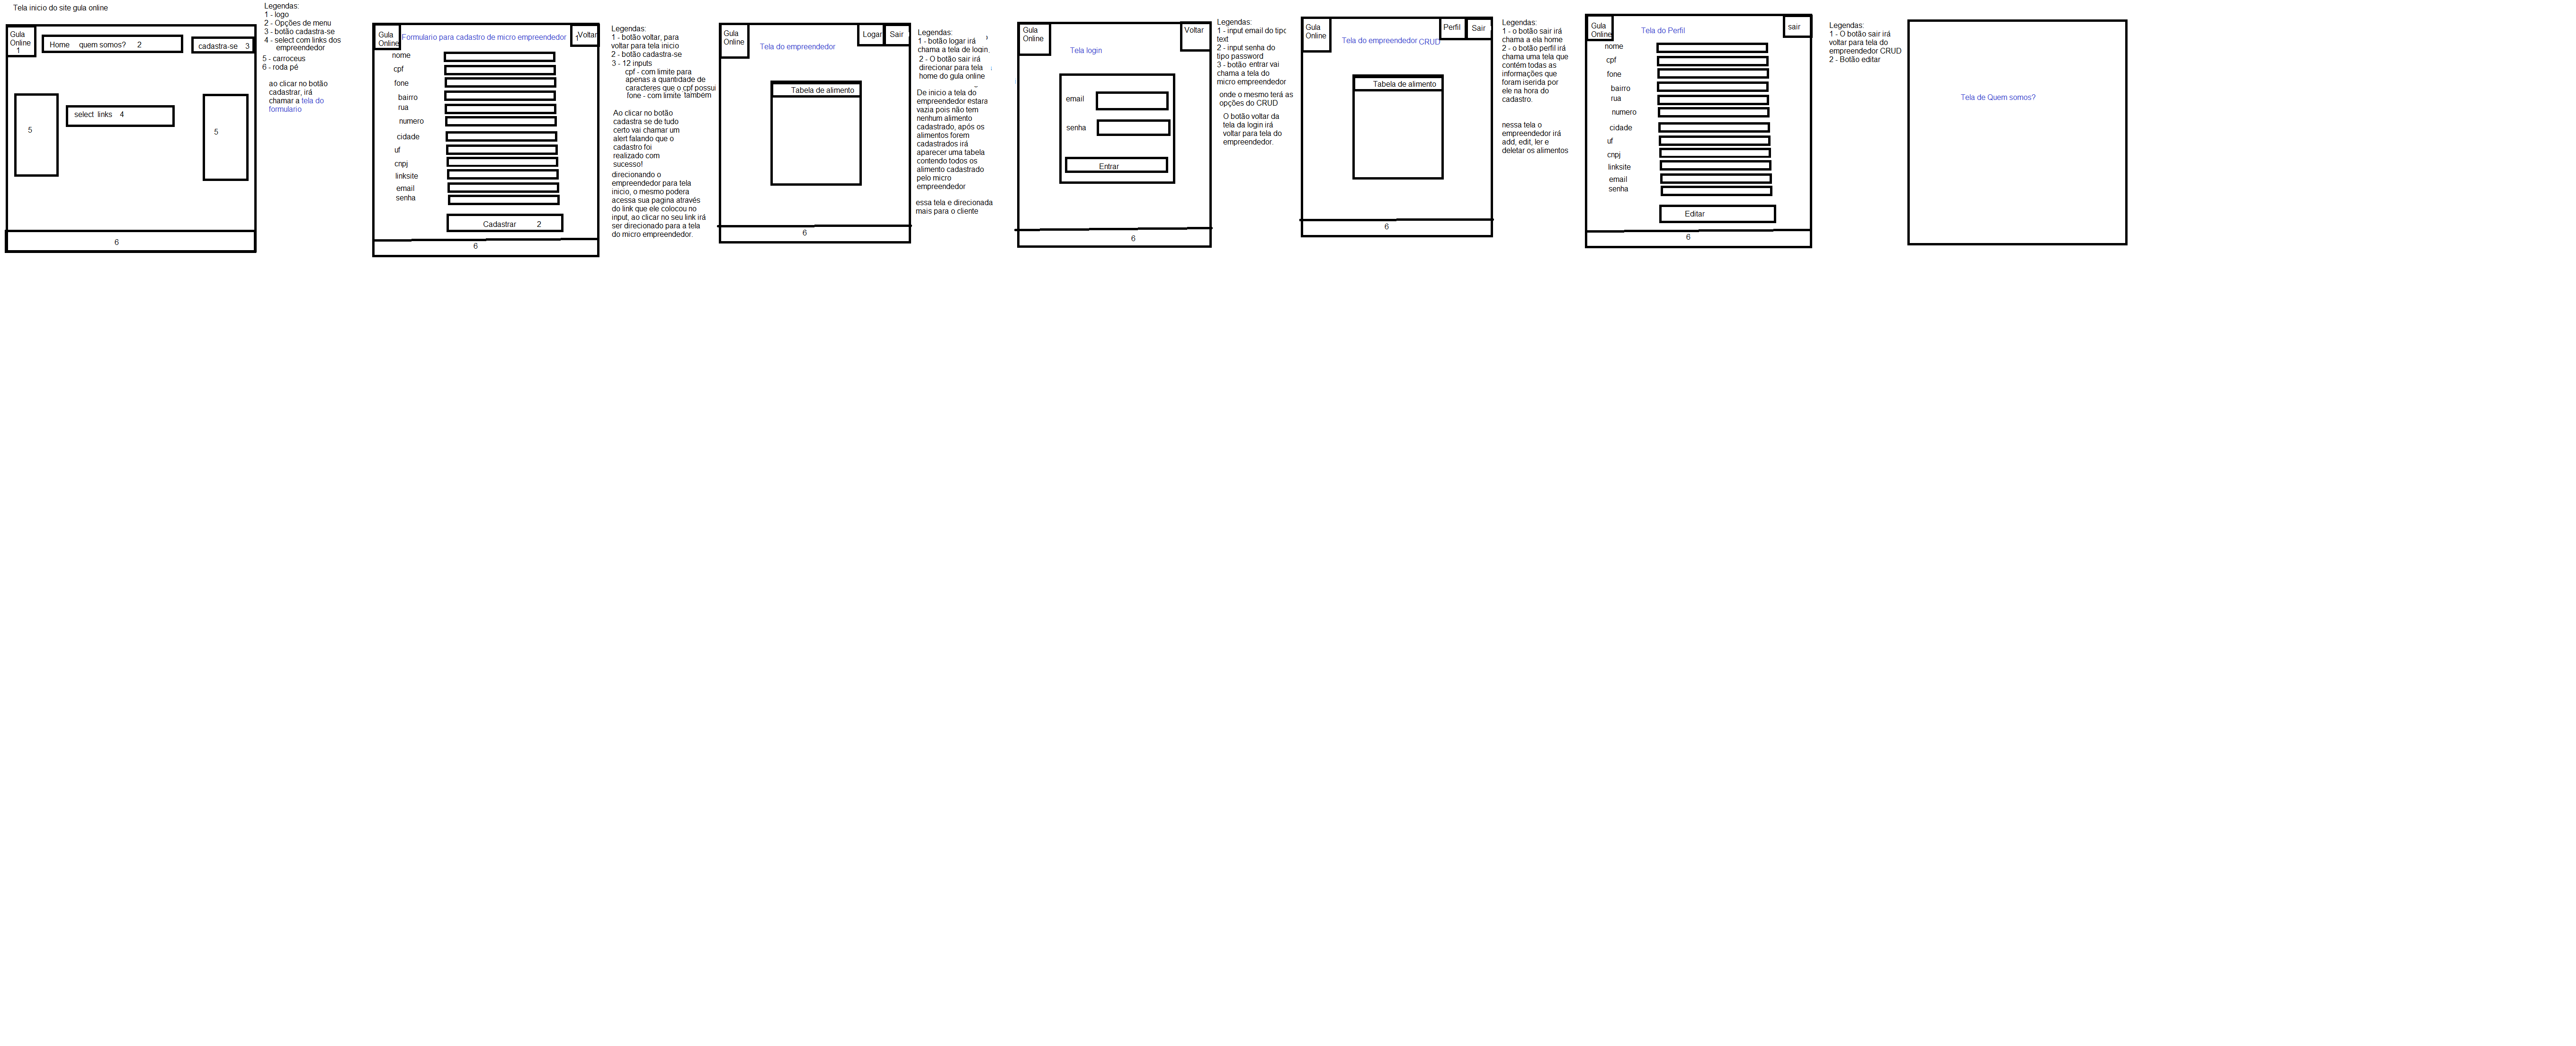 Tela inicio do site gula online
Gula
Online
1
Home quem somos? 2
cadastra-se 3
5
select links 4
5
6
Legendas:
1 - logo
2 - Opções de menu
3 - botão cadastra-se
4 - select com links dos
empreendedor
5 - carroceus
6 - roda pé
ao clicar no botão
cadastrar, irá
chamar a tela do
formulario
Gula
Online
Formulario para cadastro de micro empreendedor
1
Voltar
nome
cpf
fone
bairro
rua
numero
cidade
uf
cnpj
linksite
email
senha
Cadastrar 2
6
Legendas:
1 - botão voltar, para
voltar para tela inicio
2 - botão cadastra-se
3 - 12 inputs
cpf - com limite para
apenas a quantidade de
caracteres que o cpf possui
fone - com limite também
Ao clicar no botão
cadastra se de tudo
certo vai chamar um
alert falando que o
cadastro foi
realizado com
sucesso!
direcionando o
empreendedor para tela
inicio, o mesmo podera
acessa sua pagina através
do link que ele colocou no
input, ao clicar no seu link irá
ser direcionado para a tela
do micro empreendedor.
Gula
Online
Logar
Sair
Tela do empreendedor
Tabela de alimento
6
Legendas:
1 - botão logar irá
chama a tela de login
2 - O botão sair irá
direcionar para tela
home do gula online
De inicio a tela do
empreendedor estara
vazia pois não tem
nenhum alimento
cadastrado, após os
alimentos forem
cadastrados irá
aparecer uma tabela
contendo todos os
alimento cadastrado
pelo micro
empreendedor
essa tela e direcionada
mais para o cliente
Gula
Online
Voltar
Tela login
email
senha
Entrar
6
Legendas:
1 - input email do tipo
text
2 - input senha do
tipo password
3 - botão entrar vai
chama a tela do
micro empreendedor
onde o mesmo terá as
opções do CRUD
O botão voltar da
tela da login irá
voltar para tela do
empreendedor.
Gula
Online
Tela do empreendedor CRUD
Perfil
Sair
Tabela de alimento
6
Legendas:
1 - o botão sair irá
chama a ela home
2 - o botão perfil irá
chama uma tela que
contém todas as
informações que
foram iserida por
ele na hora do
cadastro.
nessa tela o
empreendedor irá
add, edit, ler e
deletar os alimentos
Gula
Online
Tela do Perfil
sair
nome
cpf
fone
bairro
rua
numero
cidade
uf
cnpj
linksite
email
senha
Editar
6
Legendas:
1 - O botão sair irá
voltar para tela do
empreendedor CRUD
2 - Botão editar
Tela de Quem somos?